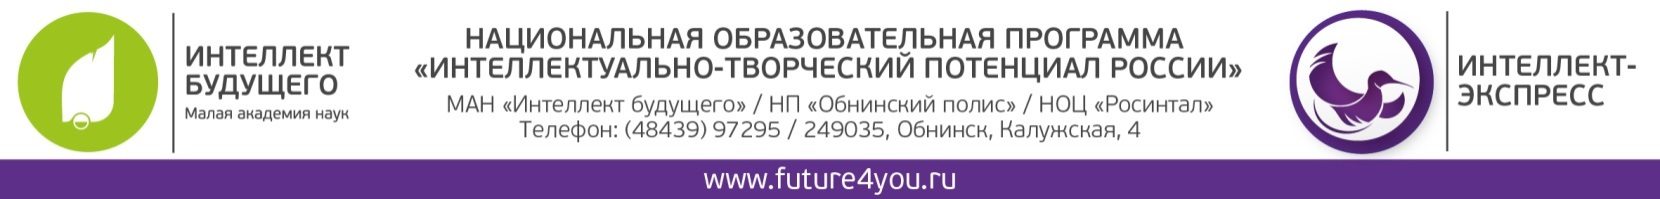 ИНТЕЛЛЕКТ
БУДУЩЕГО
Малая академия наук
НАЦИОНАЛЬНАЯ ОБРАЗОВАТЕЛЬНАЯ ПРОГРАММА
«ИНТЕЛЛЕКТУАЛЬНО-ТВОРЧЕСКИЙ ПОТЕНЦИАЛ РОССИИ»
МАН «Интеллект будущего» / НП «Обнинский полис» / НОЦ «Росинтал»
Телефон: (48439) 97295 / 249035, Обнинск, Калужская, 4
ИНТЕЛЛЕКТ-
ЭКСПРЕСС
www.future4you.ru